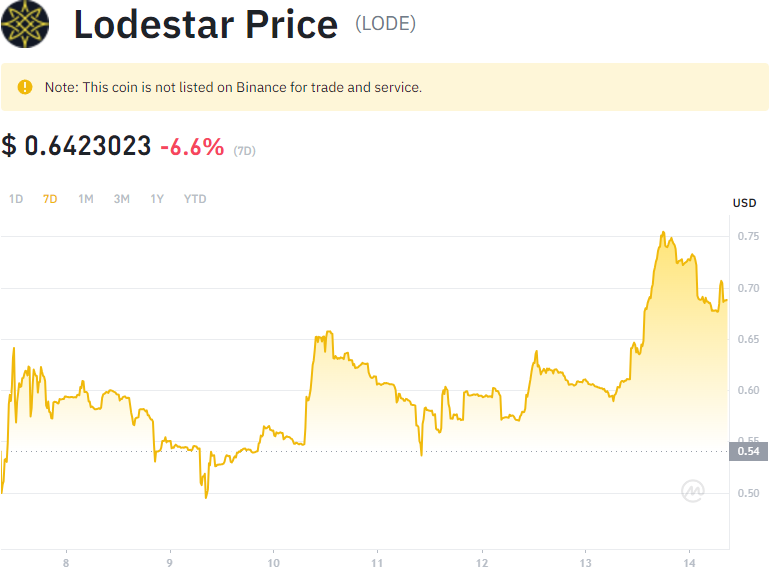 Lodestar Price (LODE)
Note: This coin is not listed on Binance for trade and service.
$ 0.6423023 -6.6% (7D)
1D 7D 1M 3M 1Y YTD
USD
0.75
0.70
0.65
0.60
0.55
0.54
0.50
8 9 10 11 12 13 14